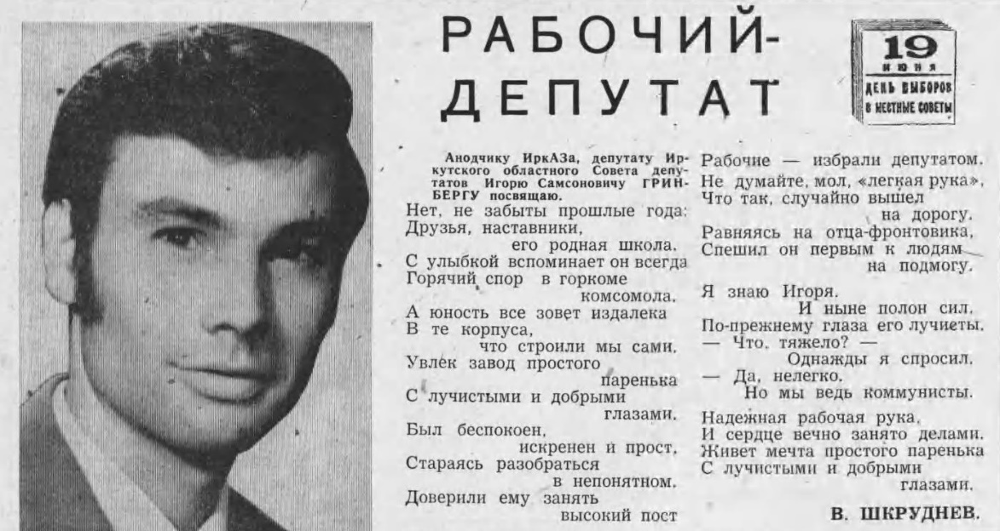 РАБОЧИЙ-
ДЕПУТАТ
19
ИЮНЯ
ДЕНЬ ВЫБОРОВ
В МЕСТНЫЕ СОВЕТЫ
Анодчику ИркАЗа, депутату Ир-
кутского областного Совета депу-
татов Игорю Самсоновичу ГРИН-
БЕРГУ посвящаю.
Нет, не забыты прошлые года:
Друзья, наставники,
его родная школа.
С улыбкой вспоминает он всегда
Горячий спор в горкоме
комсомола.
А юность все зовет издалека
В те корпуса,
что строили мы сами.
Увлек завод простого
паренька
С лучистыми и добрыми
глазами.
Был беспокоен,
искренен и прост,
Стараясь разобраться
в непонятном.
Доверили ему занять
высокий пост
Рабочие — избрали депутатом.
Не думайте, мол, «легкая рука»,
Что так, случайно вышел
на дорогу.
Равняясь на отца-фронтовика,
Спешил он первым к людям
на подмогу.
Я знаю Игоря.
И ныне полон сил.
По-прежнему глаза его лучисты.
— Что, тяжело? —
Однажды я спросил.
— Да, нелегко.
Но мы ведь коммунисты.
Надежная рабочая рука,
И сердце вечно занято делами.
Живет мечта простого паренька
С лучистыми и добрыми
глазами.
В. ШКРУДНЕВ.